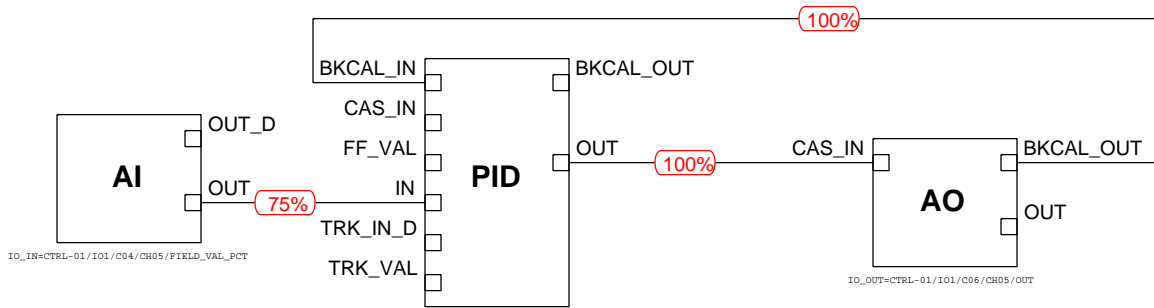 100%
BKCAL_IN
BKCAL_OUT
CAS_IN
OUT_D
FF_VAL
OUT
CAS_IN
BKCAL_OUT
AI
PID
OUT
75%
IN
100%
AO
OUT
TRK_IN_D
IO_IN=CTRL-01/IO1/C04/CH05/FIELD_VAL_PCT
TRK_VAL
IO_OUT=CTRL-01/IO1/C06/CH05/OUT